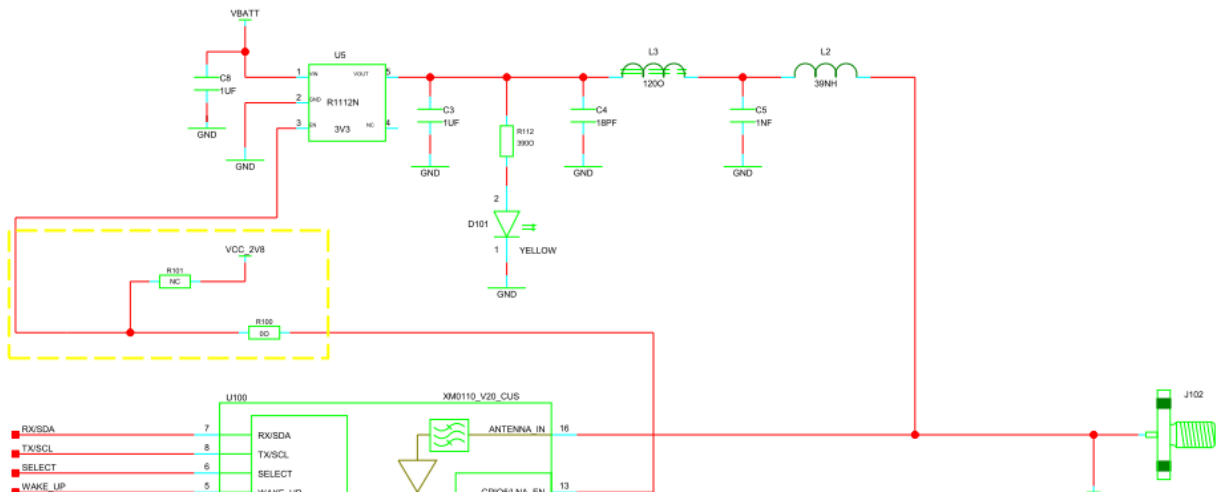 VBATT
U5
L3
L2
C8
1UF
1
VIN
VOUT
5
120O
39NH
2
GND
R1112N
C3
1UF
C4
18PF
C5
1NF
3
EN
3V3
NC
4
R112
390O
GND
GND
GND
GND
GND
2
D101
1
YELLOW
VCC_2V8
R101
NC
GND
R100
0O
U100
XM0110_V20_CUS
J102
RX/SDA
7
RX/SDA
ANTENNA_IN
16
TX/SCL
8
TX/SCL
SELECT
6
SELECT
WAKE_UP
5
WAKE_UP
GPIO5/LNA_EN
13